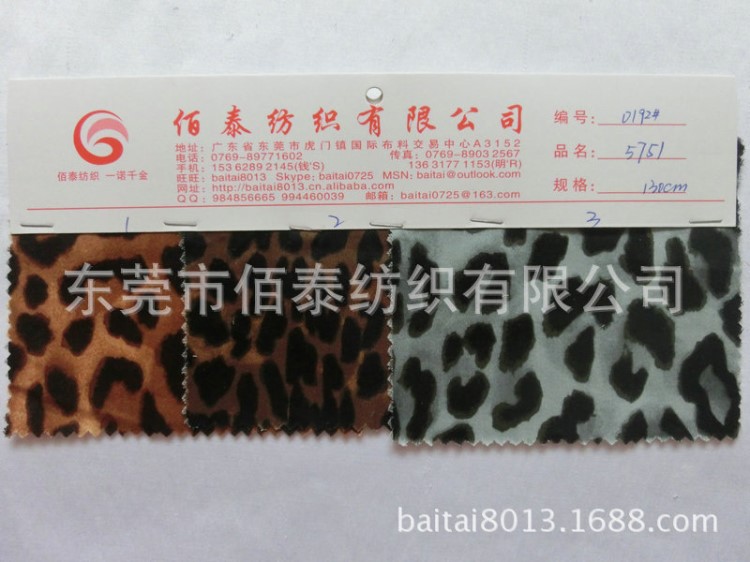 佰泰纺织有限公司
地址:广东省东莞市虎门镇国际布料交易中心A3152
电话:0769-89771602 传真:0769-8903 2567
手机:153 6289 2145(钱'S) 136 3177 1153(明'R)
旺旺:baitai8013 Skype:baitai0725 MSN:baitai@outlook.com
网址:http://baitai8013.cn.alibaba.com
QQ:984856665 994460039 邮箱:baitai0725@163.com
佰泰纺织 一诺千金
编号: 0192#
品名: 5751
规格: 130cm
1 2 3
东莞市佰泰纺织有限公司
baitai8013.1688.com